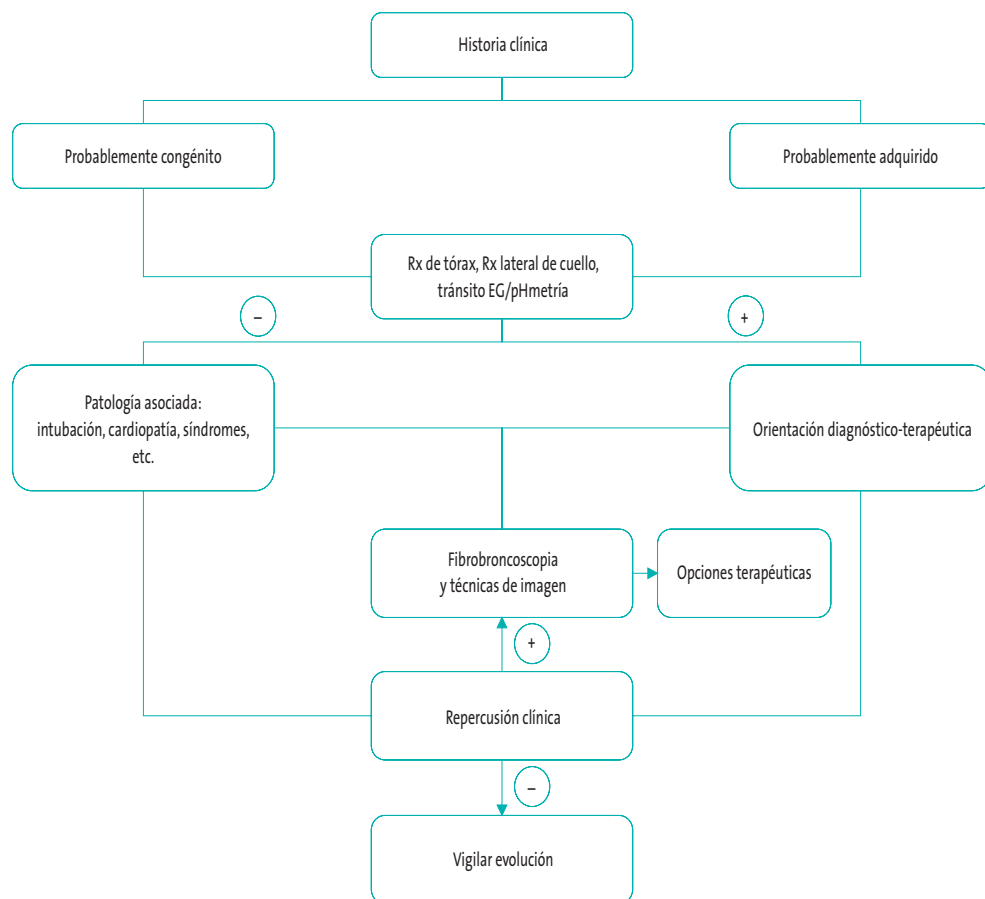 Historia clínica
Probablemente congénito
Probablemente adquirido
Rx de tórax, Rx lateral de cuello,
tránsito EG/pHmetría
–
+
Patología asociada:
intubación, cardiopatía, síndromes,
etc.
Orientación diagnóstico-terapéutica
Fibrobroncoscopia
y técnicas de imagen
Opciones terapéuticas
+
Repercusión clínica
–
Vigilar evolución